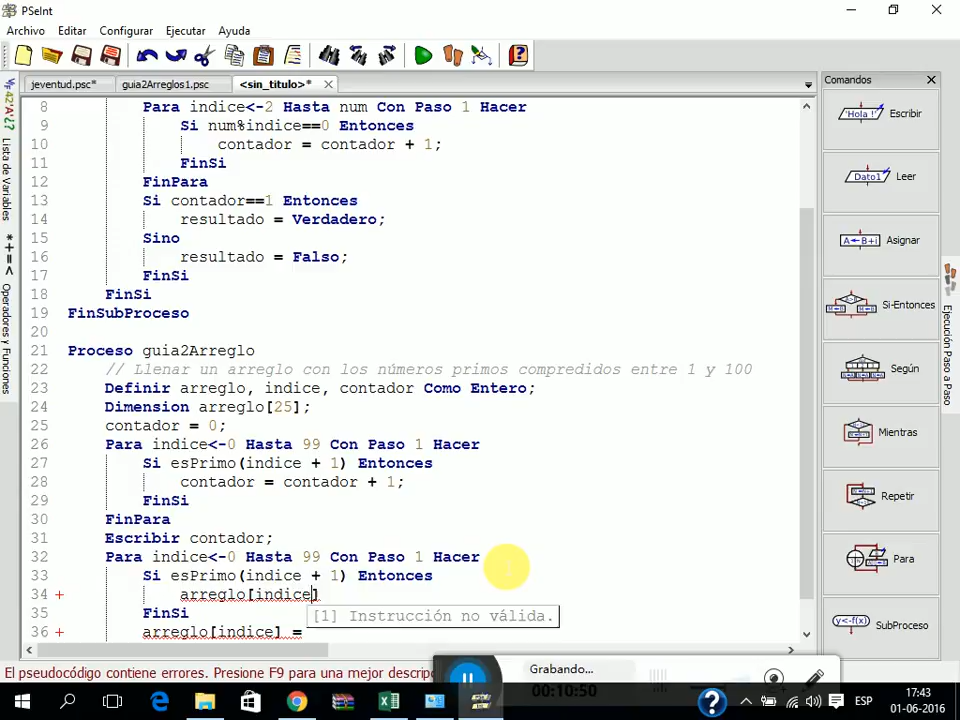 PSeInt
Archivo Editar Configurar Ejecutar Ayuda
jeventud.psc* guia2Arreglos1.psc <sin_titulo>*
Comandos
8 Para indice<-2 Hasta num Con Paso 1 Hacer
9 Si num%indice==0 Entonces
10 contador = contador + 1;
11 FinSi
12 FinPara
13 Si contador==1 Entonces
14 resultado = Verdadero;
15 Sino
16 resultado = Falso;
17 FinSi
18 FinSi
19 FinSubProceso
20
21 Proceso guia2Arreglo
22 // Llenar un arreglo con los números primos compredidos entre 1 y 100
23 Definir arreglo, indice, contador Como Entero;
24 Dimension arreglo[25];
25 contador = 0;
26 Para indice<-0 Hasta 99 Con Paso 1 Hacer
27 Si esPrimo(indice + 1) Entonces
28 contador = contador + 1;
29 FinSi
30 FinPara
31 Escribir contador;
32 Para indice<-0 Hasta 99 Con Paso 1 Hacer
33 Si esPrimo(indice + 1) Entonces
34 + arreglo[indice]
35 FinSi
[1] Instrucción no válida.
36 + arreglo[indice] =
Lista de Variables
*+=< Operadores y Funciones
'Hola !' Escribir
Dato1 Leer
A←B+i Asignar
Si-Entonces
Según
Mientras
Repetir
Para
y<-f(x) SubProceso
Ejecución Paso a Paso
El pseudocódigo contiene errores. Presione F9 para una mejor descripc
Grabando...
00:10:50
ESP
17:43
01-06-2016